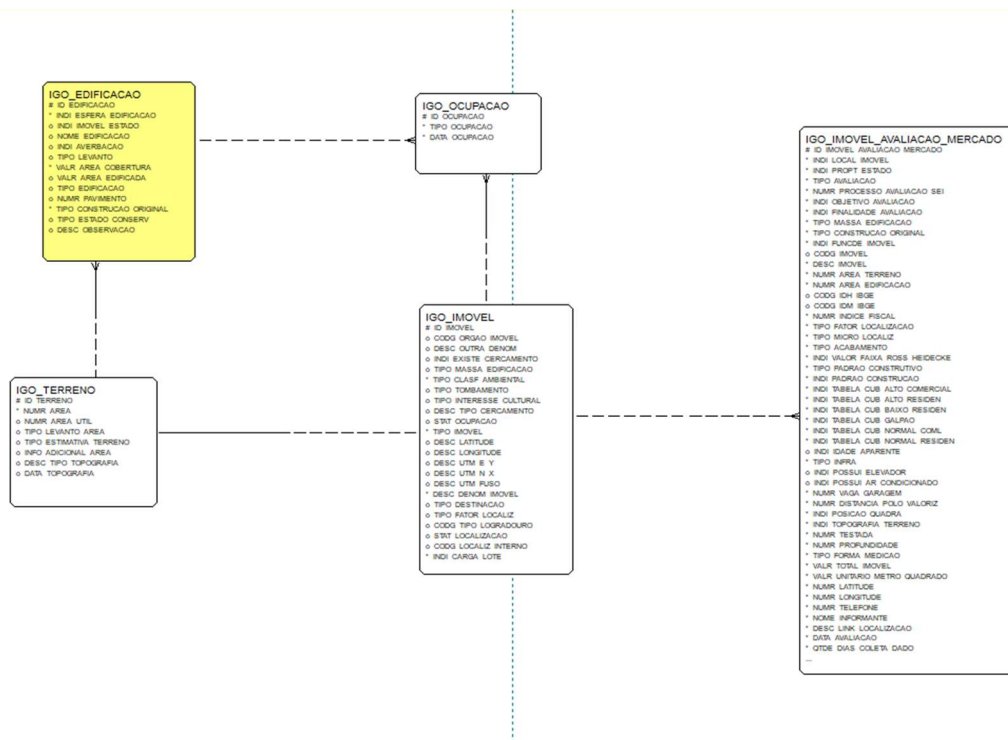 IGO_EDIFICACAO
# ID EDIFICACAO
* INDI ESFERA EDIFICACAO
o INDI IMOVEL ESTADO
o NOME EDIFICACAO
o INDI AVERBACAO
o TIPO LEVANTO
* VALR AREA COBERTURA
o VALR AREA EDIFICADA
o TIPO EDIFICACAO
o NUMR PAVIMENTO
* TIPO CONSTRUCAO ORIGINAL
o TIPO ESTADO CONSERV
o DESC OBSERVACAO
IGO_OCUPACAO
# ID OCUPACAO
* TIPO OCUPACAO
* DATA OCUPACAO
IGO_TERRENO
# ID TERRENO
* NUMR AREA
o NUMR AREA UTIL
o TIPO LEVANTO AREA
o TIPO ESTIMATIVA TERRENO
o INFO ADICIONAL AREA
o DESC TIPO TOPOGRAFIA
o DATA TOPOGRAFIA
IGO_IMOVEL
# ID IMOVEL
o CODG ORGAO IMOVEL
o DESC OUTRA DENOM
o INDI EXISTE CERCAMENTO
o TIPO MASSA EDIFICACAO
* TIPO CLASF AMBIENTAL
o TIPO TOMBAMENTO
o TIPO INTERESSE CULTURAL
o DESC TIPO CERCAMENTO
o STAT OCUPACAO
* TIPO IMOVEL
o DESC LATITUDE
o DESC LONGITUDE
o DESC UTM E Y
o DESC UTM N X
o DESC UTM FUSO
* DESC DENOM IMOVEL
o TIPO DESTINACAO
o TIPO FATOR LOCALIZ
o CODG TIPO LOGRADOURO
o STAT LOCALIZACAO
o CODG LOCALIZ INTERNO
* INDI CARGA LOTE
IGO_IMOVEL_AVALIACAO_MERCADO
# ID IMOVEL AVALIACAO MERCADO
* INDI LOCAL IMOVEL
* INDI PROPT ESTADO
* TIPO AVALIACAO
* NUMR PROCESSO AVALIACAO SEI
* INDI OBJETIVO AVALIACAO
* INDI FINALIDADE AVALIACAO
* TIPO MASSA EDIFICACAO
* TIPO CONSTRUCAO ORIGINAL
* INDI FUNCDE IMOVEL
o CODG IMOVEL
* DESC IMOVEL
* NUMR AREA TERRENO
* NUMR AREA EDIFICACAO
o CODG IDH IBGE
o CODG IDM IBGE
* NUMR INDICE FISCAL
* TIPO FATOR LOCALIZACAO
* TIPO MICRO LOCALIZ
* TIPO ACABAMENTO
* INDI VALOR FAIXA ROSS HEIDECKE
* TIPO PADRAO CONSTRUTIVO
* INDI PADRAO CONSTRUCAO
* INDI TABELA CUB ALTO COMERCIAL
* INDI TABELA CUB ALTO RESIDEN
* INDI TABELA CUB BAIXO RESIDEN
* INDI TABELA CUB GALPAO
* INDI TABELA CUB NORMAL COML
* INDI TABELA CUB NORMAL RESIDEN
o INDI IDADE APARENTE
* TIPO INFRA
o INDI POSSUI ELEVADOR
o INDI POSSUI AR CONDICIONADO
* NUMR VAGA GARAGEM
* NUMR DISTANCIA POLO VALORIZ
* INDI POSICAO QUADRA
* INDI TOPOGRAFIA TERRENO
* NUMR TESTADA
* NUMR PROFUNDIDADE
* TIPO FORMA MEDICAO
* VALR TOTAL IMOVEL
* VALR UNITARIO METRO QUADRADO
* NUMR LATITUDE
* NUMR LONGITUDE
* NUMR TELEFONE
* NOME INFORMANTE
* DESC LINK LOCALIZACAO
* DATA AVALIACAO
* QTDE DIAS COLETA DADO
...